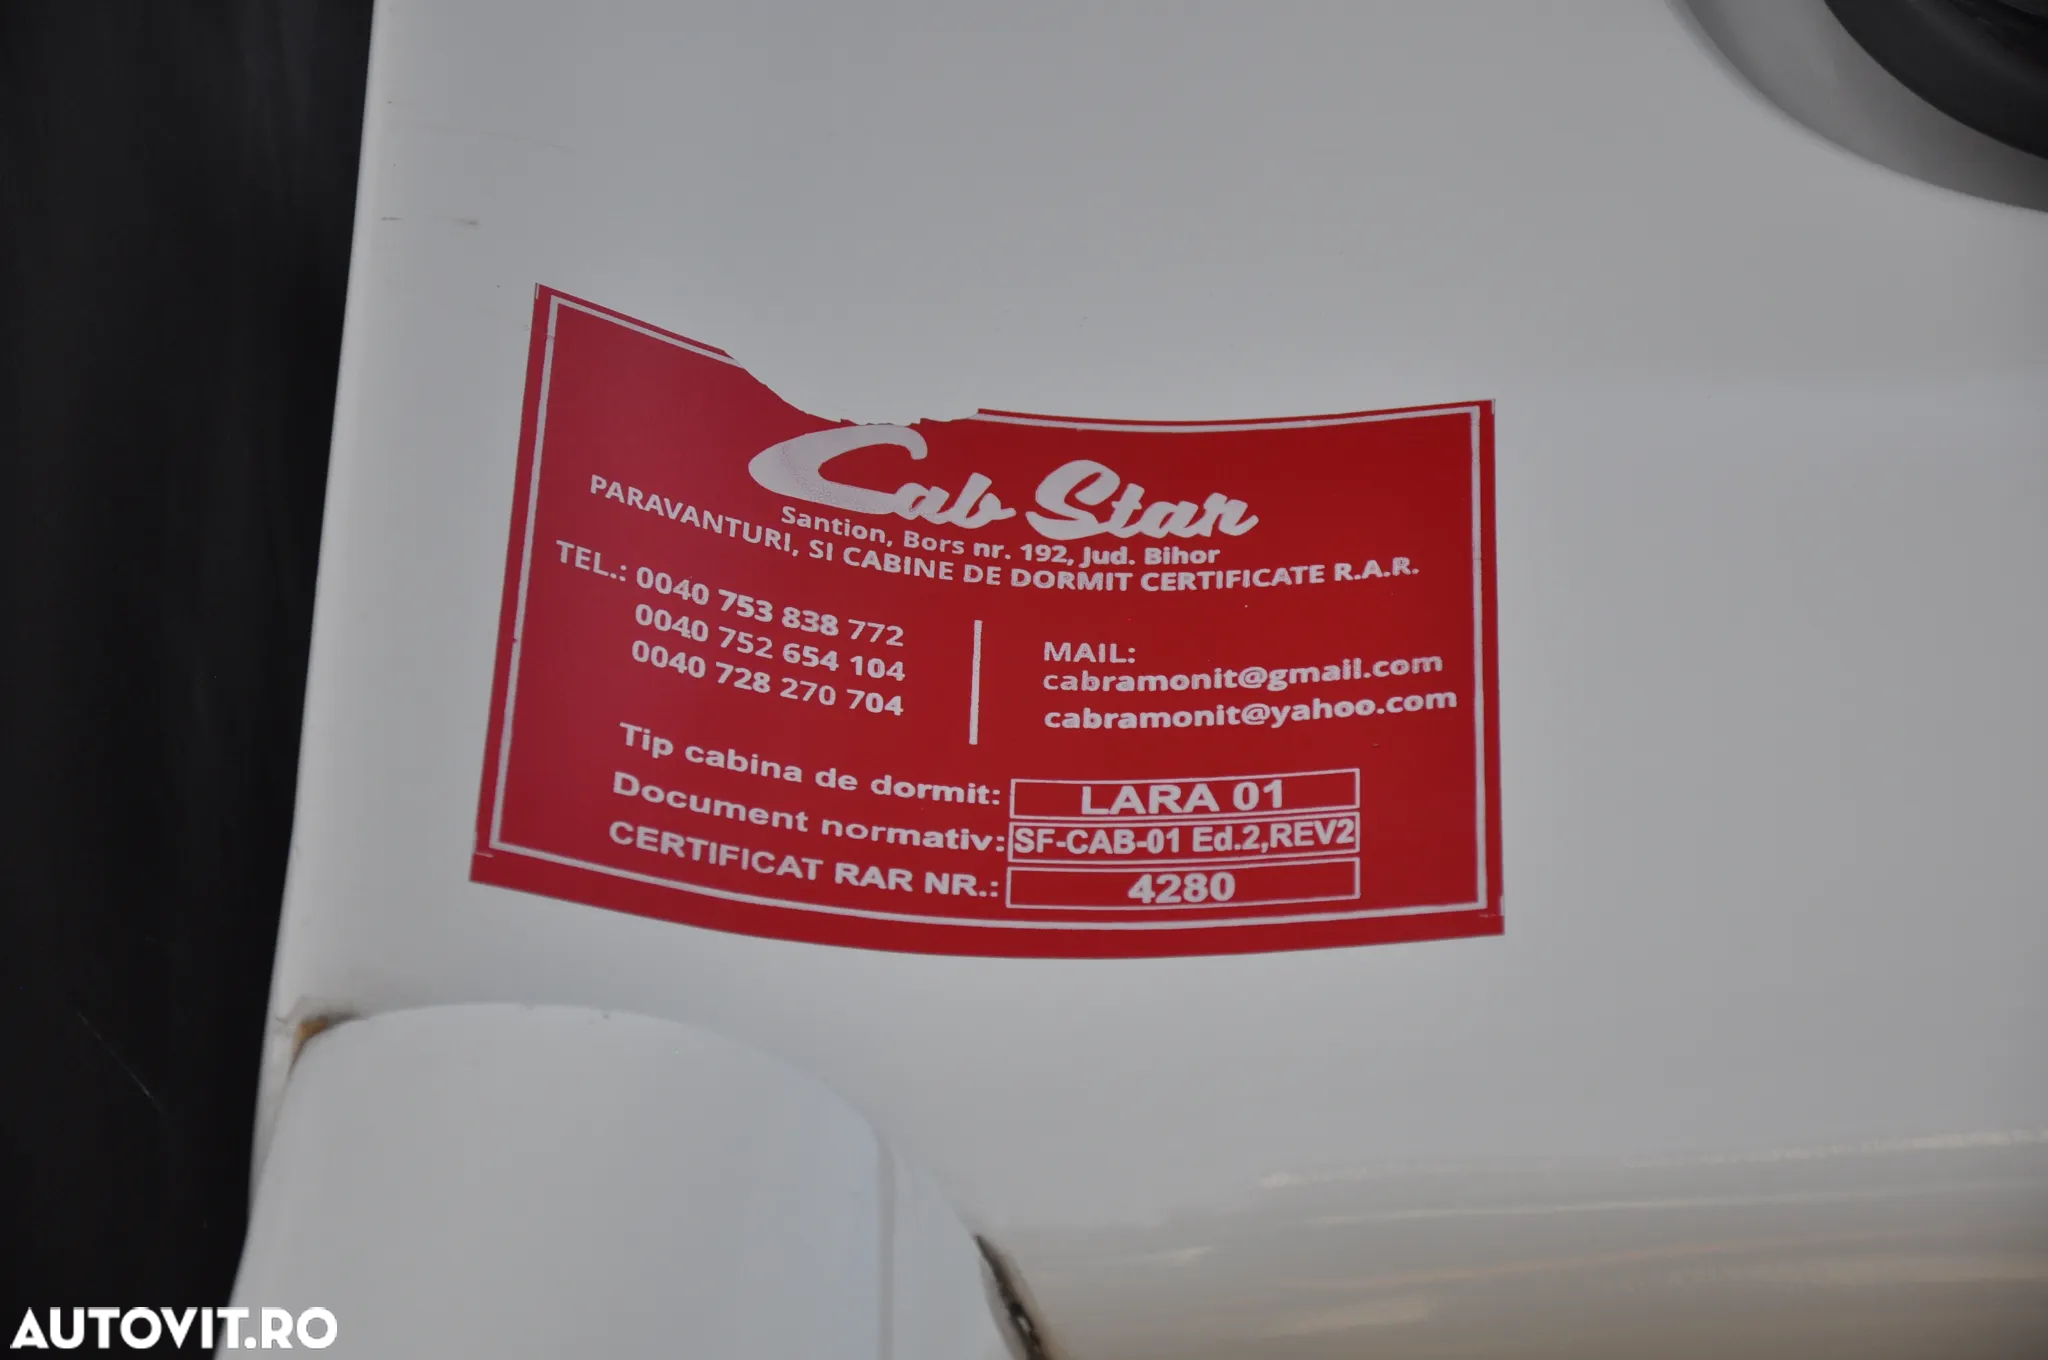 Cab Star
Santion, Bors nr. 192, Jud. Bihor
PARAVANTURI, SI CABINE DE DORMIT CERTIFICATE R.A.R.
TEL.: 0040 753 838 772
0040 752 654 104
0040 728 270 704
MAIL:
cabramonit@gmail.com
cabramonit@yahoo.com
Tip cabina de dormit: LARA 01
Document normativ: SF-CAB-01 Ed.2,REV2
CERTIFICAT RAR NR.: 4280
AUTOVIT.RO